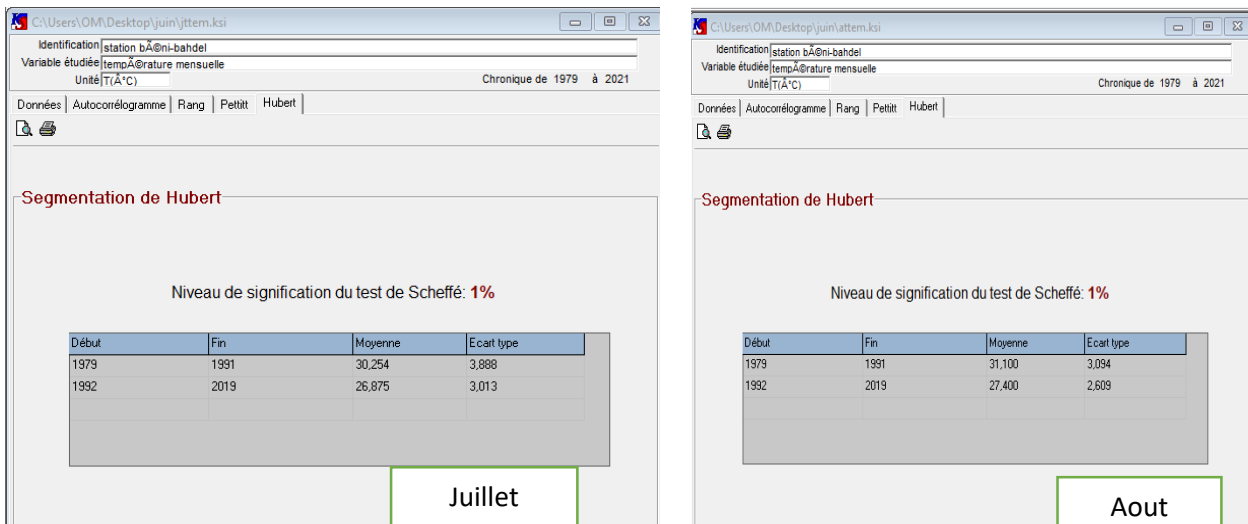 C:\Users\OM\Desktop\juin\jttem.ksi
Identification station bÃ©ni-bahdel
Variable étudiée tempÃ©rature mensuelle
Unité T(Â°C) Chronique de 1979 à 2021
Données Autocorrélogramme Rang Pettitt Hubert
Segmentation de Hubert
Niveau de signification du test de Scheffé: 1%
Début Fin Moyenne Ecart type
1979 1991 30,254 3,888
1992 2019 26,875 3,013
Juillet
C:\Users\OM\Desktop\juin\attem.ksi
Identification station bÃ©ni-bahdel
Variable étudiée tempÃ©rature mensuelle
Unité T(Â°C) Chronique de 1979 à 2021
Données Autocorrélogramme Rang Pettitt Hubert
Segmentation de Hubert
Niveau de signification du test de Scheffé: 1%
Début Fin Moyenne Ecart type
1979 1991 31,100 3,094
1992 2019 27,400 2,609
Aout